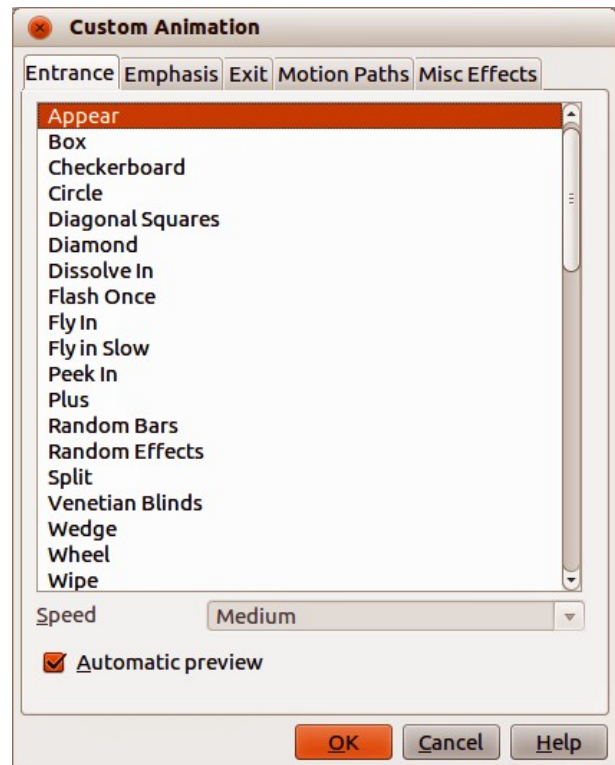 Custom Animation
Entrance Emphasis Exit Motion Paths Misc Effects
Appear
Box
Checkerboard
Circle
Diagonal Squares
Diamond
Dissolve In
Flash Once
Fly In
Fly in Slow
Peek In
Plus
Random Bars
Random Effects
Split
Venetian Blinds
Wedge
Wheel
Wipe
Speed Medium
Automatic preview
OK Cancel Help